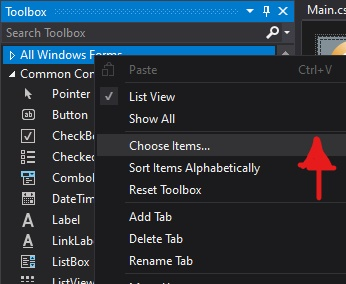 Toolbox
Main.cs
Search Toolbox
All Windows Forms
Common Con
Pointer
Button
CheckBo
Checked
Combol
DateTim
Label
LinkLab
ListBox
ListView
Paste Ctrl+V
List View
Show All
Choose Items...
Sort Items Alphabetically
Reset Toolbox
Add Tab
Delete Tab
Rename Tab